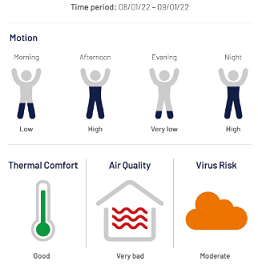 Time period: 08/01/22 – 09/01/22
Motion
Morning Afternoon Evening Night
Low High Very low High
Thermal Comfort Air Quality Virus Risk
Good Very bad Moderate